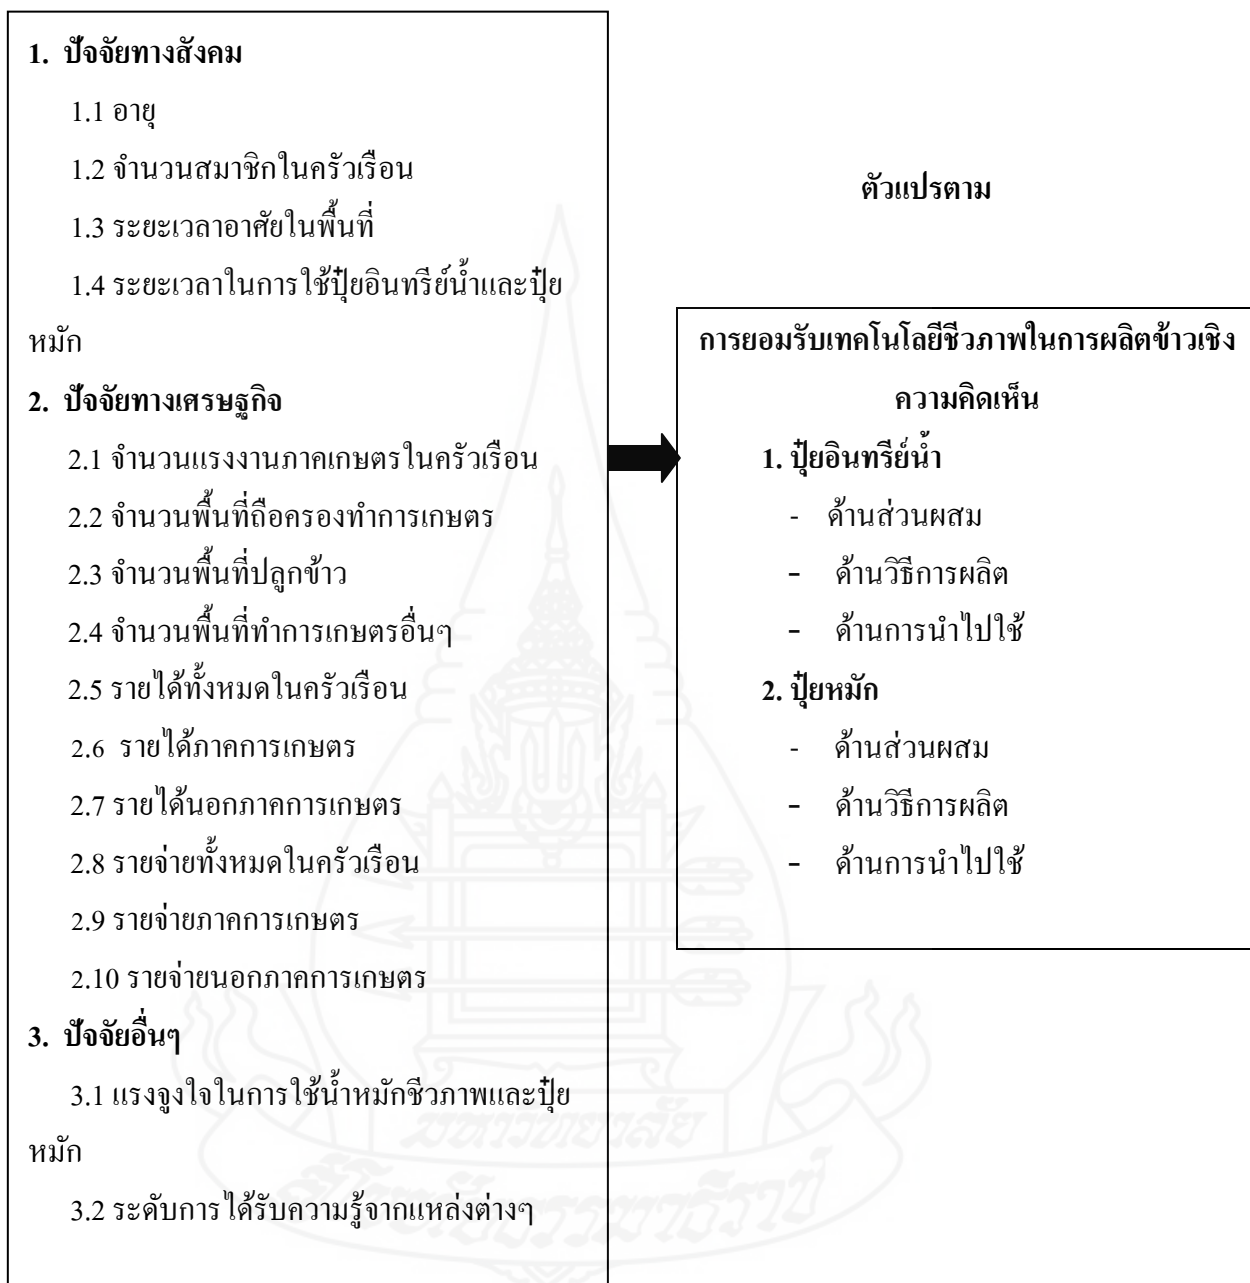 1. ปัจจัยทางสังคม
1.1 อายุ
1.2 จำนวนสมาชิกในครัวเรือน
1.3 ระยะเวลาอาศัยในพื้นที่
1.4 ระยะเวลาในการใช้ปุ๋ยอินทรีย์น้ำและปุ๋ย
หมัก
2. ปัจจัยทางเศรษฐกิจ
2.1 จำนวนแรงงานภาคเกษตรในครัวเรือน
2.2 จำนวนพื้นที่ถือครองทำการเกษตร
2.3 จำนวนพื้นที่ปลูกข้าว
2.4 จำนวนพื้นที่ทำการเกษตรอื่นๆ
2.5 รายได้ทั้งหมดในครัวเรือน
2.6 รายได้ภาคการเกษตร
2.7 รายได้นอกภาคการเกษตร
2.8 รายจ่ายทั้งหมดในครัวเรือน
2.9 รายจ่ายภาคการเกษตร
2.10 รายจ่ายนอกภาคการเกษตร
3. ปัจจัยอื่นๆ
3.1 แรงจูงใจในการใช้น้ำหมักชีวภาพและปุ๋ย
หมัก
3.2 ระดับการได้รับความรู้จากแหล่งต่างๆ
ตัวแปรตาม
การยอมรับเทคโนโลยีชีวภาพในการผลิตข้าวเชิง
ความคิดเห็น
1. ปุ๋ยอินทรีย์น้ำ
- ด้านส่วนผสม
- ด้านวิธีการผลิต
- ด้านการนำไปใช้
2. ปุ๋ยหมัก
- ด้านส่วนผสม
- ด้านวิธีการผลิต
- ด้านการนำไปใช้
มหาวิทยาลัย
สุโขทัยธรรมาธิราช